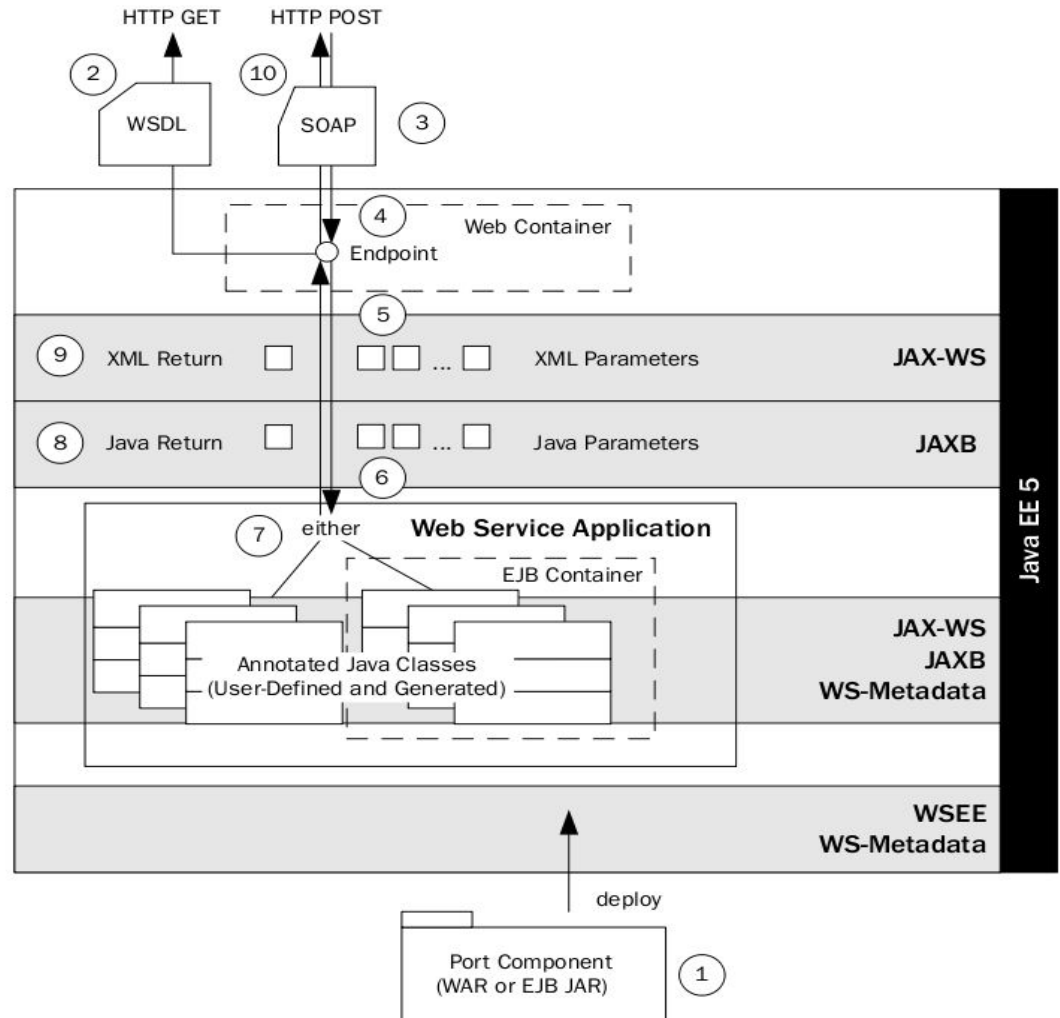 HTTP GET
HTTP POST
2
10
WSDL
SOAP
3
4
Web Container
Endpoint
5
9
XML Return
...
XML Parameters
JAX-WS
8
Java Return
...
Java Parameters
JAXB
6
7
either
Web Service Application
EJB Container
Java EE 5
Annotated Java Classes
(User-Defined and Generated)
JAX-WS
JAXB
WS-Metadata
WSEE
WS-Metadata
deploy
Port Component
(WAR or EJB JAR)
1